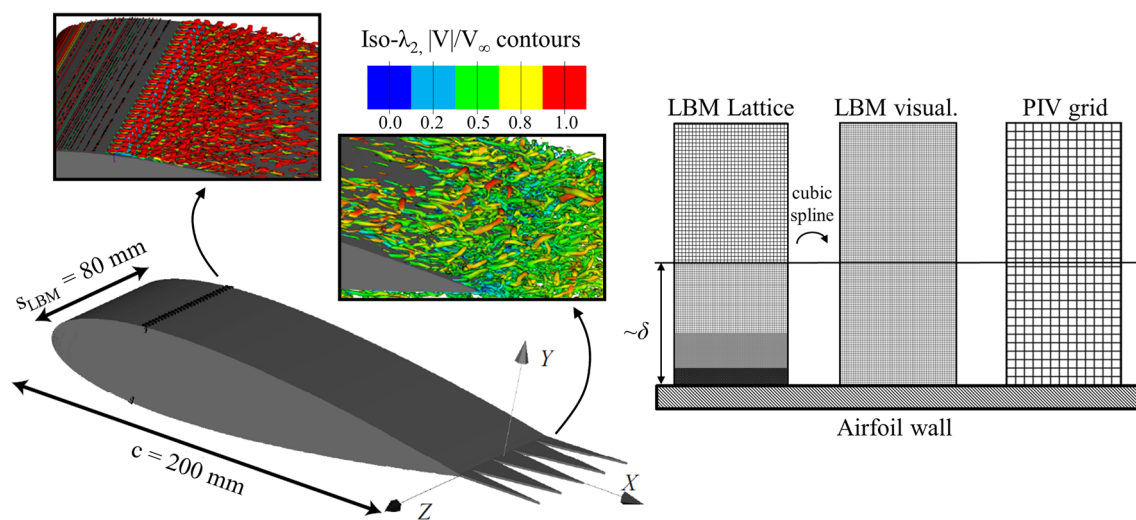 Iso-λ₂, |V|/V∞ contours
0.0 0.2 0.5 0.8 1.0
LBM Lattice LBM visual. PIV grid
cubic
spline
s_LBM = 80 mm
~δ
Y
Airfoil wall
c = 200 mm
X
Z